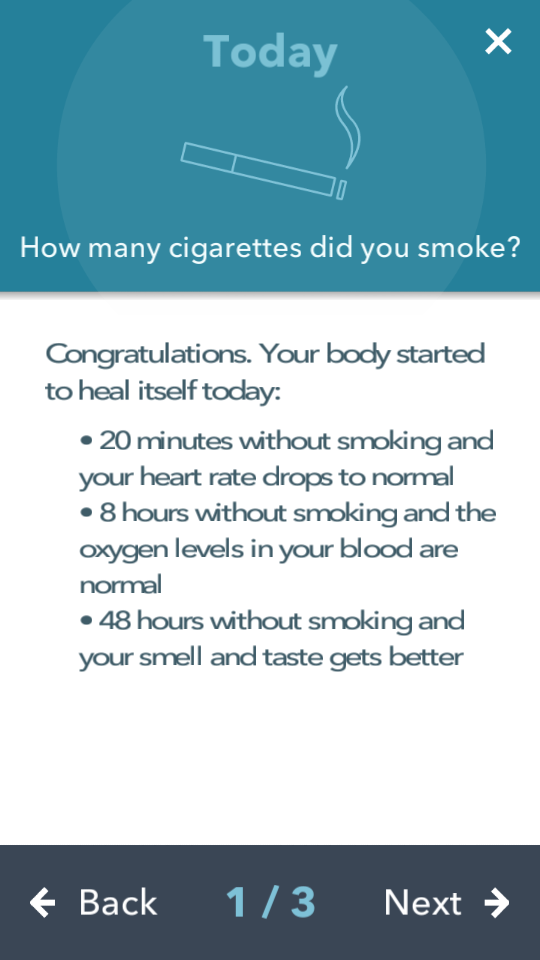 Today
How many cigarettes did you smoke?
Congratulations. Your body started
to heal itself today:
• 20 minutes without smoking and
your heart rate drops to normal
• 8 hours without smoking and the
oxygen levels in your blood are
normal
• 48 hours without smoking and
your smell and taste gets better
Back 1 / 3 Next